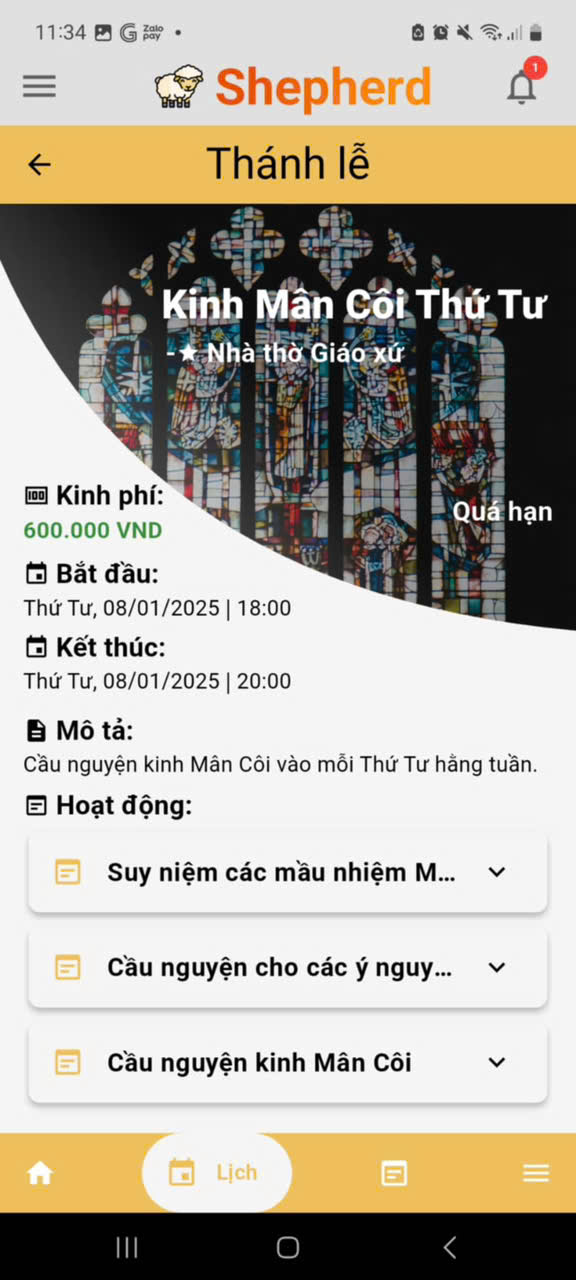 11:34 Zalo pay
Shepherd
1
Thánh lễ
Kinh Mân Côi Thứ Tư
-★ Nhà thờ Giáo xứ
Quá hạn
Kinh phí:
600.000 VND
Bắt đầu:
Thứ Tư, 08/01/2025 | 18:00
Kết thúc:
Thứ Tư, 08/01/2025 | 20:00
Mô tả:
Cầu nguyện kinh Mân Côi vào mỗi Thứ Tư hằng tuần.
Hoạt động:
Suy niệm các mầu nhiệm M...
Cầu nguyện cho các ý nguy...
Cầu nguyện kinh Mân Côi
Lịch